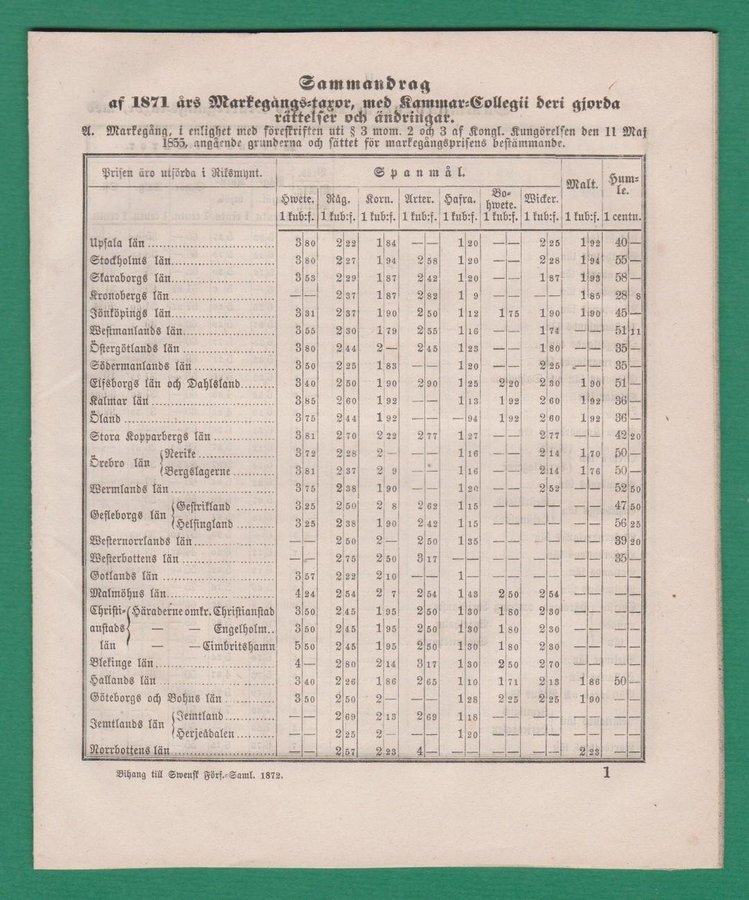 Sammandrag
af 1871 års Markegångs-taxor, med Kammar-Collegii deri gjorda
rättelser och ändringar.
A. Markegång, i enlighet med föreskriften uti § 3 mom. 2 och 3 af Kongl. Kungörelsen den 11 Maj
1855, angående grunderna och sättet för markegångsprisens bestämmande.
Prisen äro utförda i Riksmynt. Spanmål. Malt. Hum-
le.
Hwete. Råg. Korn. Ärter. Hafra. Bo-
hwete. Wicker.
1 kub:f. 1 kub:f. 1 kub:f. 1 kub:f. 1 kub:f. 1 kub:f. 1 kub:f. 1 kub:f. 1 centn.
Upsala län 3 80 2 22 1 84 — — 1 20 — — 2 25 1 92 40 —
Stockholms län 3 80 2 27 1 94 2 58 1 20 — — 2 28 1 94 55 —
Skaraborgs län 3 53 2 29 1 87 2 42 1 20 — — 1 87 1 93 58 —
Kronobergs län — — 2 37 1 87 2 82 1 9 — — — — 1 85 28 8
Jönköpings län 3 31 2 37 1 90 2 50 1 12 1 75 1 90 1 90 45 —
Westmanlands län 3 55 2 30 1 79 2 55 1 16 — — 1 74 — — 51 11
Östergötlands län 3 80 2 44 2 — 2 45 1 23 — — 1 80 — — 35 —
Södermanlands län 3 50 2 25 1 83 — — 1 20 — — 2 25 — — 35 —
Elfsborgs län och Dahlsland 3 40 2 50 1 90 2 90 1 25 2 20 2 30 1 90 51 —
Kalmar län 3 85 2 60 1 92 — — 1 13 1 92 2 60 1 92 36 —
Öland 3 75 2 44 1 92 — — — 94 1 92 2 60 1 92 36 —
Stora Kopparbergs län 3 81 2 70 2 22 2 77 1 27 — — 2 77 — — 42 20
Örebro län Nerike 3 72 2 28 2 — — — 1 16 — — 2 14 1 70 50 —
Bergslagerne 3 81 2 37 2 9 — — 1 16 — — 2 14 1 76 50 —
Wermlands län 3 75 2 38 1 90 — — 1 20 — — 2 52 — — 52 50
Gefleborgs län Gestrikland 3 25 2 50 2 8 2 62 1 15 — — — — — — 47 50
Helsingland 3 25 2 38 1 90 2 42 1 15 — — — — — — 56 25
Westernorrlands län — — 2 50 2 — 2 50 1 35 — — — — — — 39 20
Westerbottens län — — 2 75 2 50 3 17 — — — — — — — — 35 —
Gotlands län 3 57 2 22 2 10 — — 1 — — — — — — — — —
Malmöhus län 4 24 2 54 2 7 2 54 1 43 2 50 2 54 — — — —
Christi- Häraderne omkr. Christianstad 3 50 2 45 1 95 2 50 1 30 1 80 2 30 — — — —
anstads — — Engelholm 3 50 2 45 1 95 2 50 1 30 1 80 2 30 — — — —
län — — Cimbritshamn 5 50 2 45 1 95 2 50 1 30 1 80 2 30 — — — —
Blekinge län 4 — 2 80 2 14 3 17 1 30 2 50 2 70 — — — —
Hallands län 3 40 2 26 1 86 2 65 1 10 1 71 2 13 1 86 50 —
Göteborgs och Bohus län 3 50 2 50 2 — — — 1 28 2 25 2 25 1 90 — —
Jemtlands län Jemtland — — 2 69 2 13 2 69 1 18 — — — — — — — —
Herjeådalen — — 2 25 2 — — — 1 20 — — — — — — — —
Norrbottens län — — 2 57 2 23 4 — — — — — — — 2 23 — —
Bihang till Swensk Förf.-Saml. 1872. 1